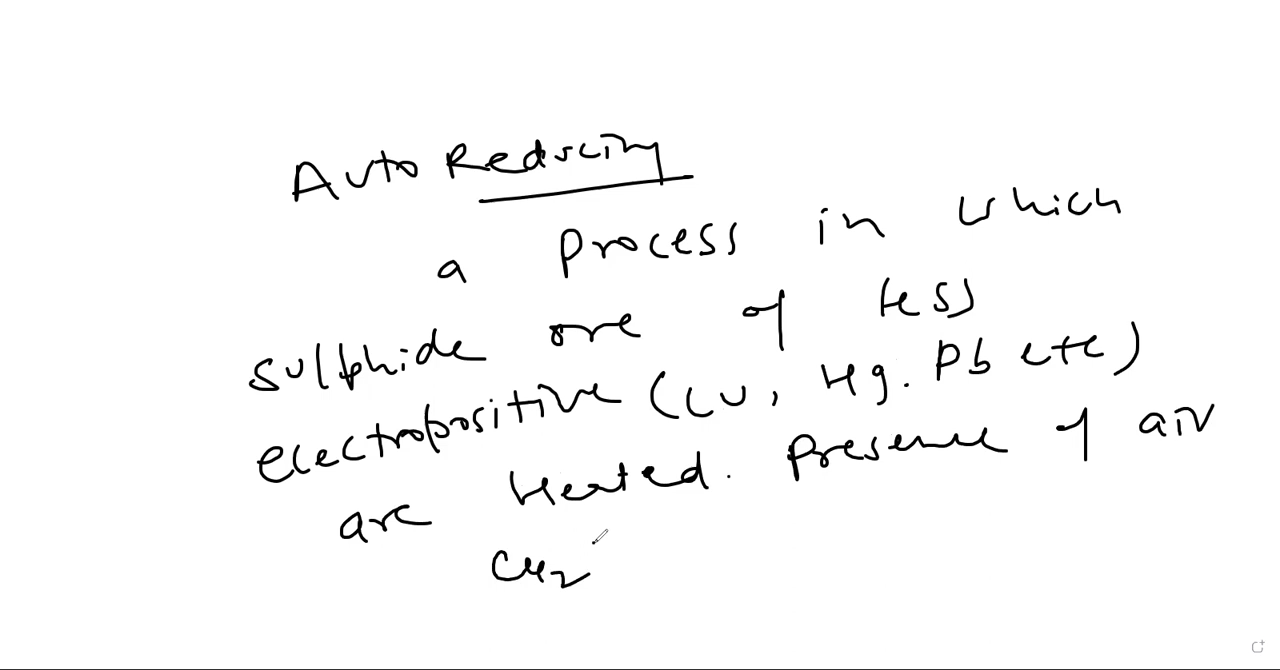 Auto Reducing
a process in which
sulphide ore of less
electropositive (Cu, Hg. Pb etc)
are Heated. Presence of air
Cu2